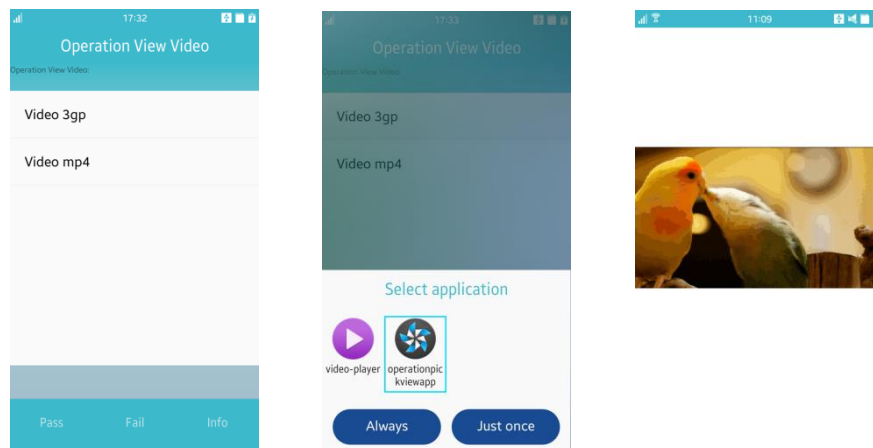 17:32
Operation View Video
Operation View Video:
Video 3gp
Video mp4
Pass Fail Info
17:33
Operation View Video
Operation View Video:
Video 3gp
Video mp4
Select application
video-player
operationpic
kviewapp
Always Just once
11:09